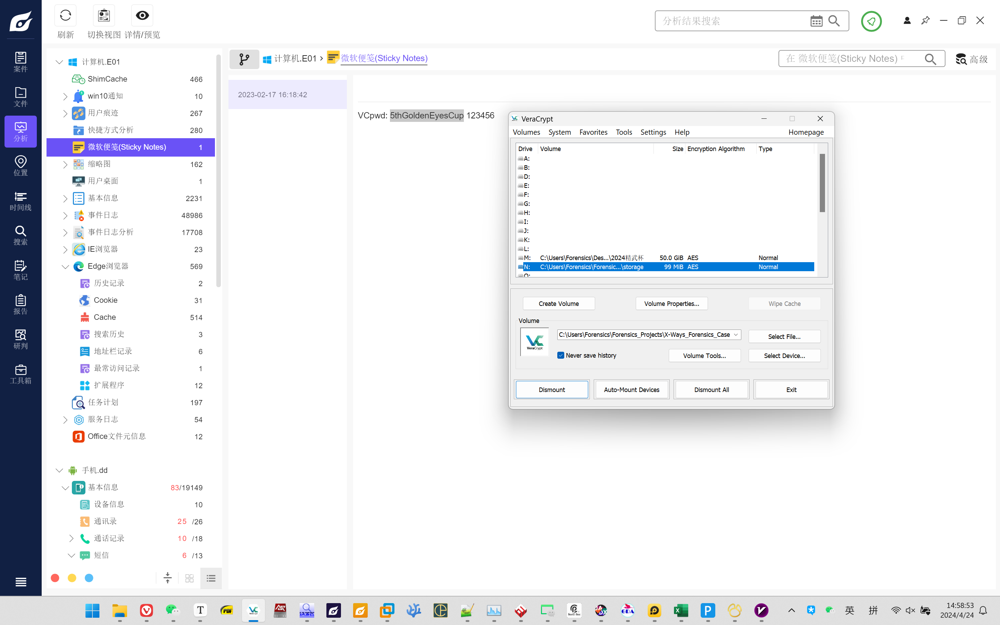 刷新
切换视图
详情/预览
分析结果搜索
案件
文件
分析
位置
时间线
搜索
笔记
报告
研判
工具箱
计算机.E01
ShimCache 466
win10通知 10
用户痕迹 267
快捷方式分析 280
微软便笺(Sticky Notes) 1
缩略图 162
用户桌面 1
基本信息 2231
事件日志 48986
事件日志分析 17708
IE浏览器 23
Edge浏览器 569
历史记录 2
Cookie 31
Cache 514
搜索历史 3
地址栏记录 6
最常访问记录 1
扩展程序 12
任务计划 197
服务日志 54
Office文件元信息 12
手机.dd
基本信息 83/19149
设备信息 10
通讯录 25 /26
通话记录 10 /18
短信 6 /13
计算机.E01 › 微软便笺(Sticky Notes)
在 微软便笺(Sticky Notes)
高级
2023-02-17 16:18:42
VCpwd: 5thGoldenEyesCup 123456
VeraCrypt
Volumes System Favorites Tools Settings Help Homepage
Drive Volume Size Encryption Algorithm Type
A:
B:
D:
E:
F:
G:
H:
I:
J:
K:
L:
M: C:\Users\Forensics\Des...\2024精武杯 50.0 GiB AES Normal
N: C:\Users\Forensics\Forensic...\storage 99 MiB AES Normal
O:
Create Volume
Volume Properties...
Wipe Cache
Volume
VeraCrypt
C:\Users\Forensics\Forensics_Projects\X-Ways_Forensics_Case
Select File...
Never save history
Volume Tools...
Select Device...
Dismount
Auto-Mount Devices
Dismount All
Exit
英
拼
14:58:53
2024/4/24